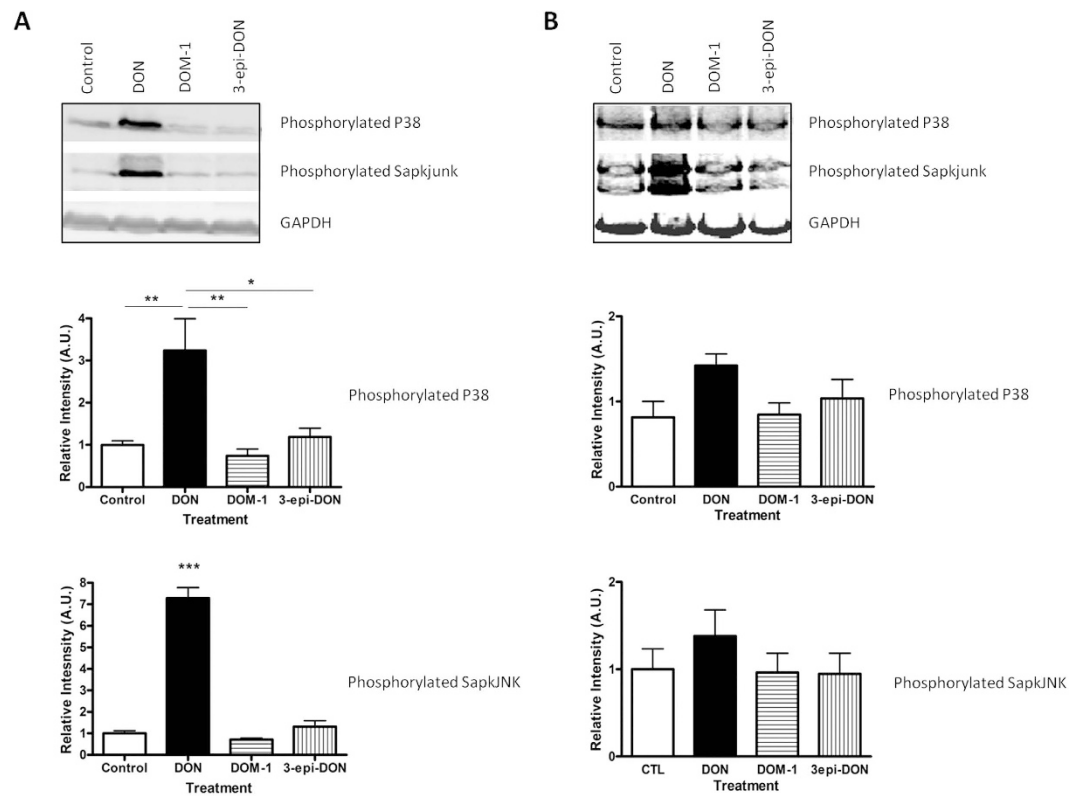 A
Control
DON
DOM-1
3-epi-DON
Phosphorylated P38
Phosphorylated Sapkjunk
GAPDH
** ** *
Relative Intensity (A.U.)
4
3
2
1
0
Control DON DOM-1 3-epi-DON
Treatment
Phosphorylated P38
***
Relative Intesnsity (A.U.)
8
7
6
5
4
3
2
1
0
Control DON DOM-1 3-epi-DON
Treatment
Phosphorylated SapkJNK
B
Control
DON
DOM-1
3-epi-DON
Phosphorylated P38
Phosphorylated Sapkjunk
GAPDH
Relative Intensity (A.U.)
2
1
0
Control DON DOM-1 3-epi-DON
Treatment
Phosphorylated P38
Relative Intensity (A.U.)
2
1
0
CTL DON DOM-1 3epi-DON
Treatment
Phosphorylated SapkJNK